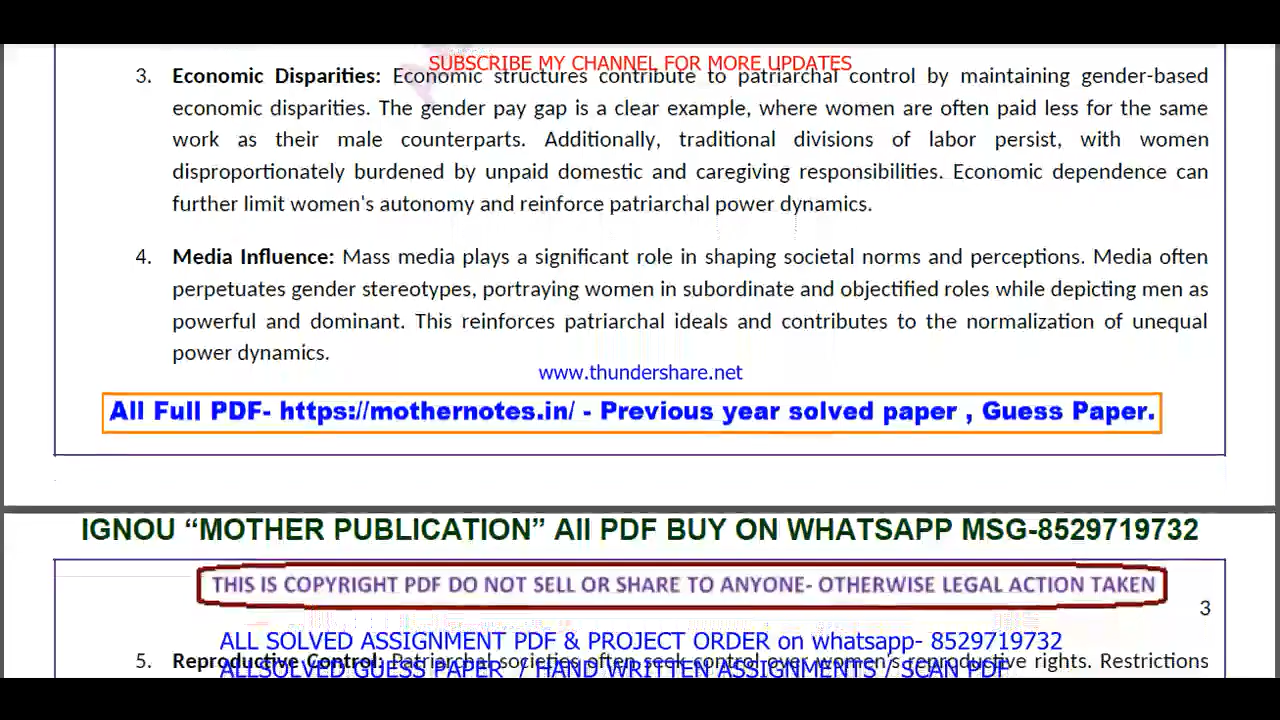 SUBSCRIBE MY CHANNEL FOR MORE UPDATES
3. Economic Disparities: Economic structures contribute to patriarchal control by maintaining gender-based
economic disparities. The gender pay gap is a clear example, where women are often paid less for the same
work as their male counterparts. Additionally, traditional divisions of labor persist, with women
disproportionately burdened by unpaid domestic and caregiving responsibilities. Economic dependence can
further limit women's autonomy and reinforce patriarchal power dynamics.
4. Media Influence: Mass media plays a significant role in shaping societal norms and perceptions. Media often
perpetuates gender stereotypes, portraying women in subordinate and objectified roles while depicting men as
powerful and dominant. This reinforces patriarchal ideals and contributes to the normalization of unequal
power dynamics.
www.thundershare.net
All Full PDF- https://mothernotes.in/ - Previous year solved paper , Guess Paper.
IGNOU “MOTHER PUBLICATION” All PDF BUY ON WHATSAPP MSG-8529719732
THIS IS COPYRIGHT PDF DO NOT SELL OR SHARE TO ANYONE- OTHERWISE LEGAL ACTION TAKEN
3
ALL SOLVED ASSIGNMENT PDF & PROJECT ORDER on whatsapp- 8529719732
5. Reproductive Control: Patriarchal societies often seek control over women's reproductive rights. Restrictions
ALLSOLVED GUESS PAPER / HAND WRITTEN ASSIGNMENTS / SCAN PDF